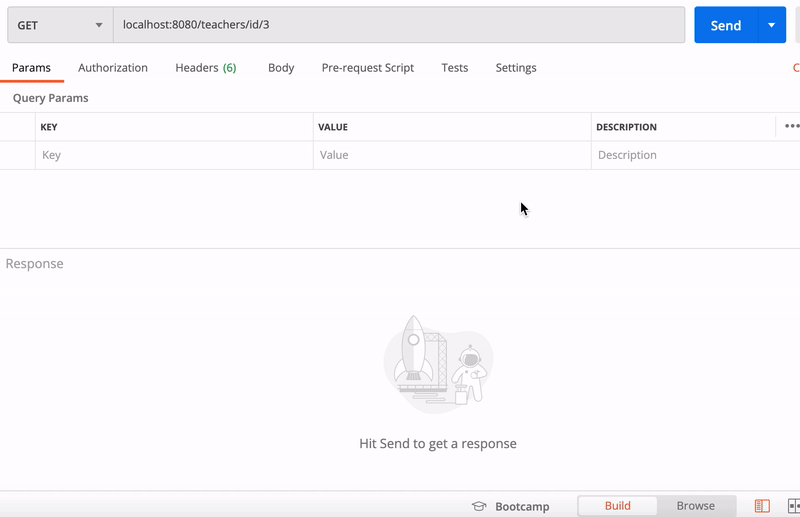 GET localhost:8080/teachers/id/3 Send
Params Authorization Headers (6) Body Pre-request Script Tests Settings C
Query Params
KEY VALUE DESCRIPTION
Key Value Description
Response
Hit Send to get a response
Bootcamp Build Browse